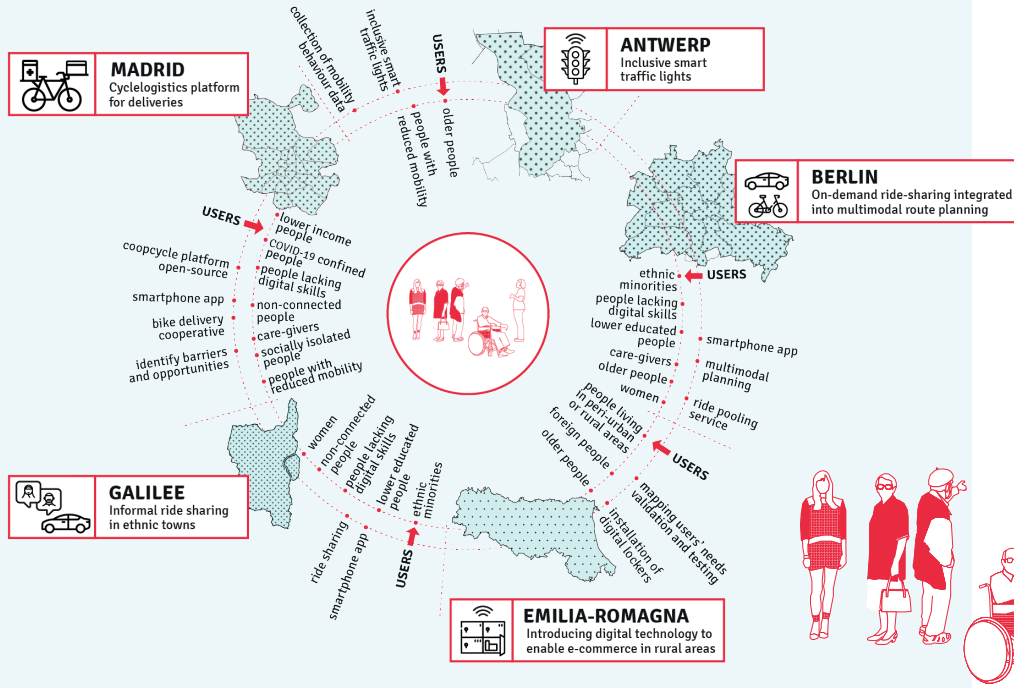 MADRID
Cyclelogistics platform
for deliveries
collection of mobility
behaviour data
inclusive smart
traffic lights
USERS
older people
people with
reduced mobility
ANTWERP
Inclusive smart
traffic lights
BERLIN
On-demand ride-sharing integrated
into multimodal route planning
USERS
ethnic
minorities
people lacking
digital skills
lower educated
people
care-givers
older people
women
smartphone app
multimodal
planning
ride pooling
service
USERS
people living
in peri-urban
or rural areas
foreign people
older people
mapping users' needs
validation and testing
installation of
digital lockers
EMILIA-ROMAGNA
Introducing digital technology to
enable e-commerce in rural areas
USERS
women
non-connected
people
people lacking
digital skills
lower educated
people
ethnic
minorities
ride sharing
smartphone app
GALILEE
Informal ride sharing
in ethnic towns
USERS
lower income
people
COVID-19 confined
people
people lacking
digital skills
non-connected
people
care-givers
socially isolated
people
people with
reduced mobility
coopcycle platform
open-source
smartphone app
bike delivery
cooperative
identify barriers
and opportunities